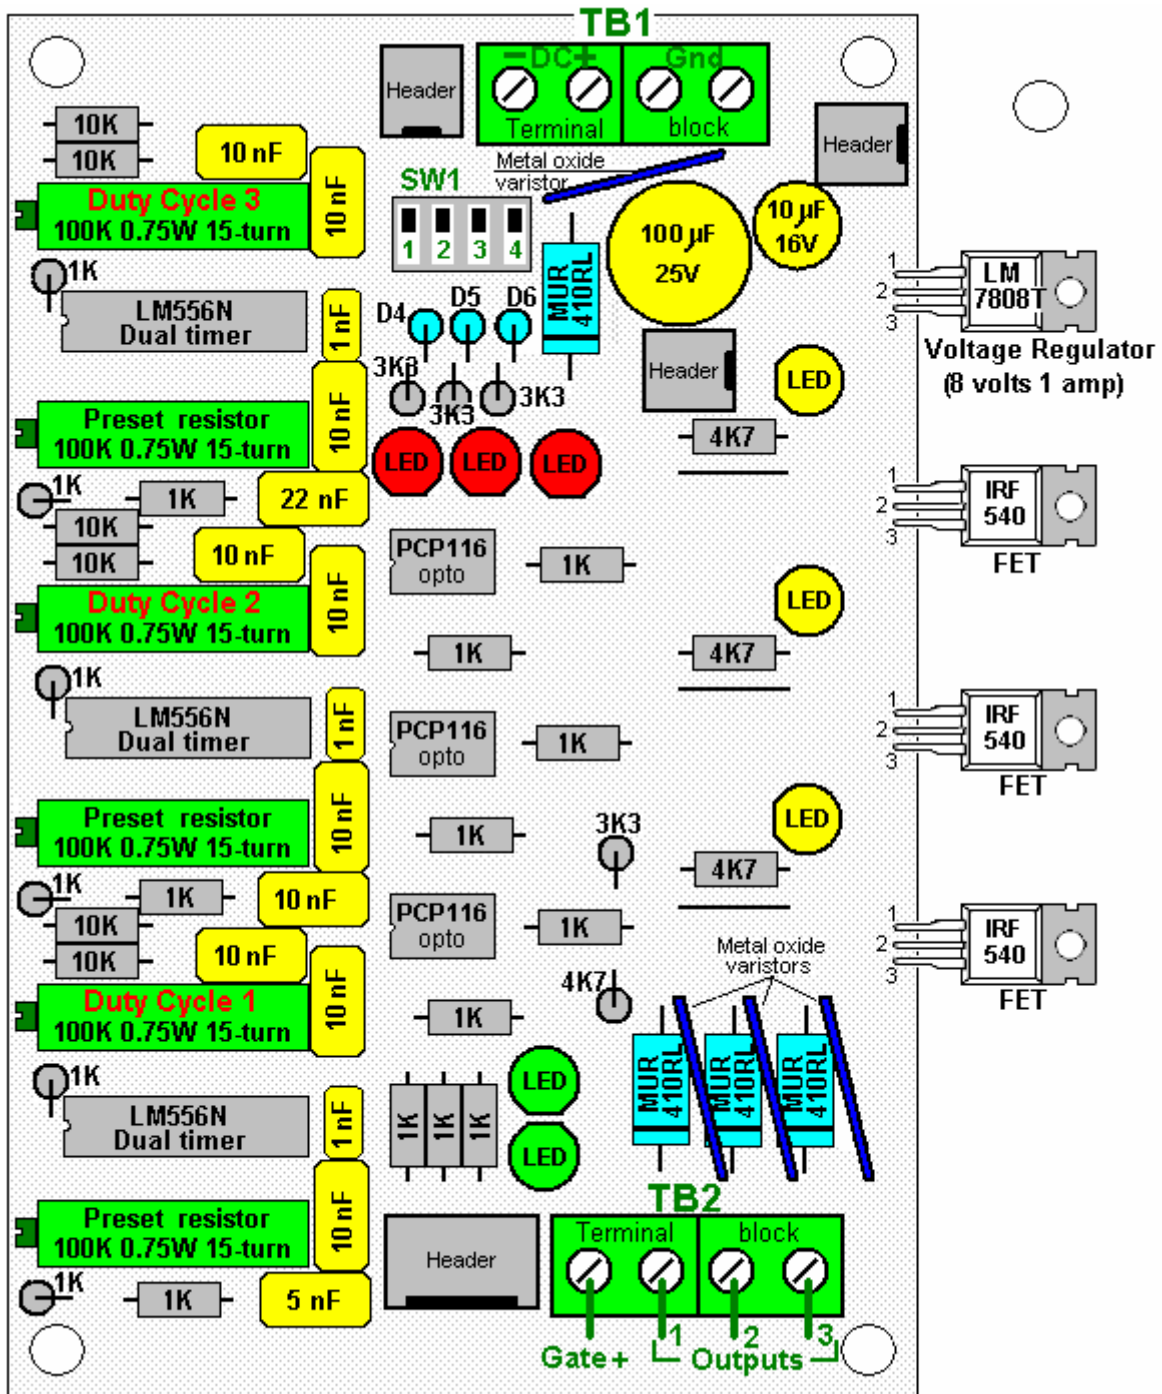 TB1
− DC +
Gnd
Terminal
block
Header
Header
Metal oxide
varistor
10K
10K
10 nF
10 nF
Duty Cycle 3
100K 0.75W 15-turn
SW1
1 2 3 4
MUR
410RL
100 µF
25V
10 µF
16V
1K
LM556N
Dual timer
1 nF
D4
D5
D6
3K3
3K3
3K3
Header
LED
1
2
3
LM
7808T
Voltage Regulator
(8 volts 1 amp)
Preset resistor
100K 0.75W 15-turn
10 nF
LED
LED
LED
4K7
1K
1K
22 nF
10K
10K
10 nF
10 nF
PCP116
opto
1K
1
2
3
IRF
540
FET
Duty Cycle 2
100K 0.75W 15-turn
LED
1K
4K7
1K
LM556N
Dual timer
1 nF
PCP116
opto
1K
1
2
3
IRF
540
FET
Preset resistor
100K 0.75W 15-turn
10 nF
1K
3K3
LED
4K7
1K
1K
10 nF
10K
10K
10 nF
10 nF
PCP116
opto
1K
Metal oxide
varistors
1
2
3
IRF
540
FET
Duty Cycle 1
100K 0.75W 15-turn
1K
4K7
MUR
410RL
MUR
410RL
MUR
410RL
1K
LM556N
Dual timer
1 nF
1K
1K
1K
LED
LED
Preset resistor
100K 0.75W 15-turn
10 nF
1K
1K
5 nF
Header
TB2
Terminal
block
1 2 3
Gate +
Outputs